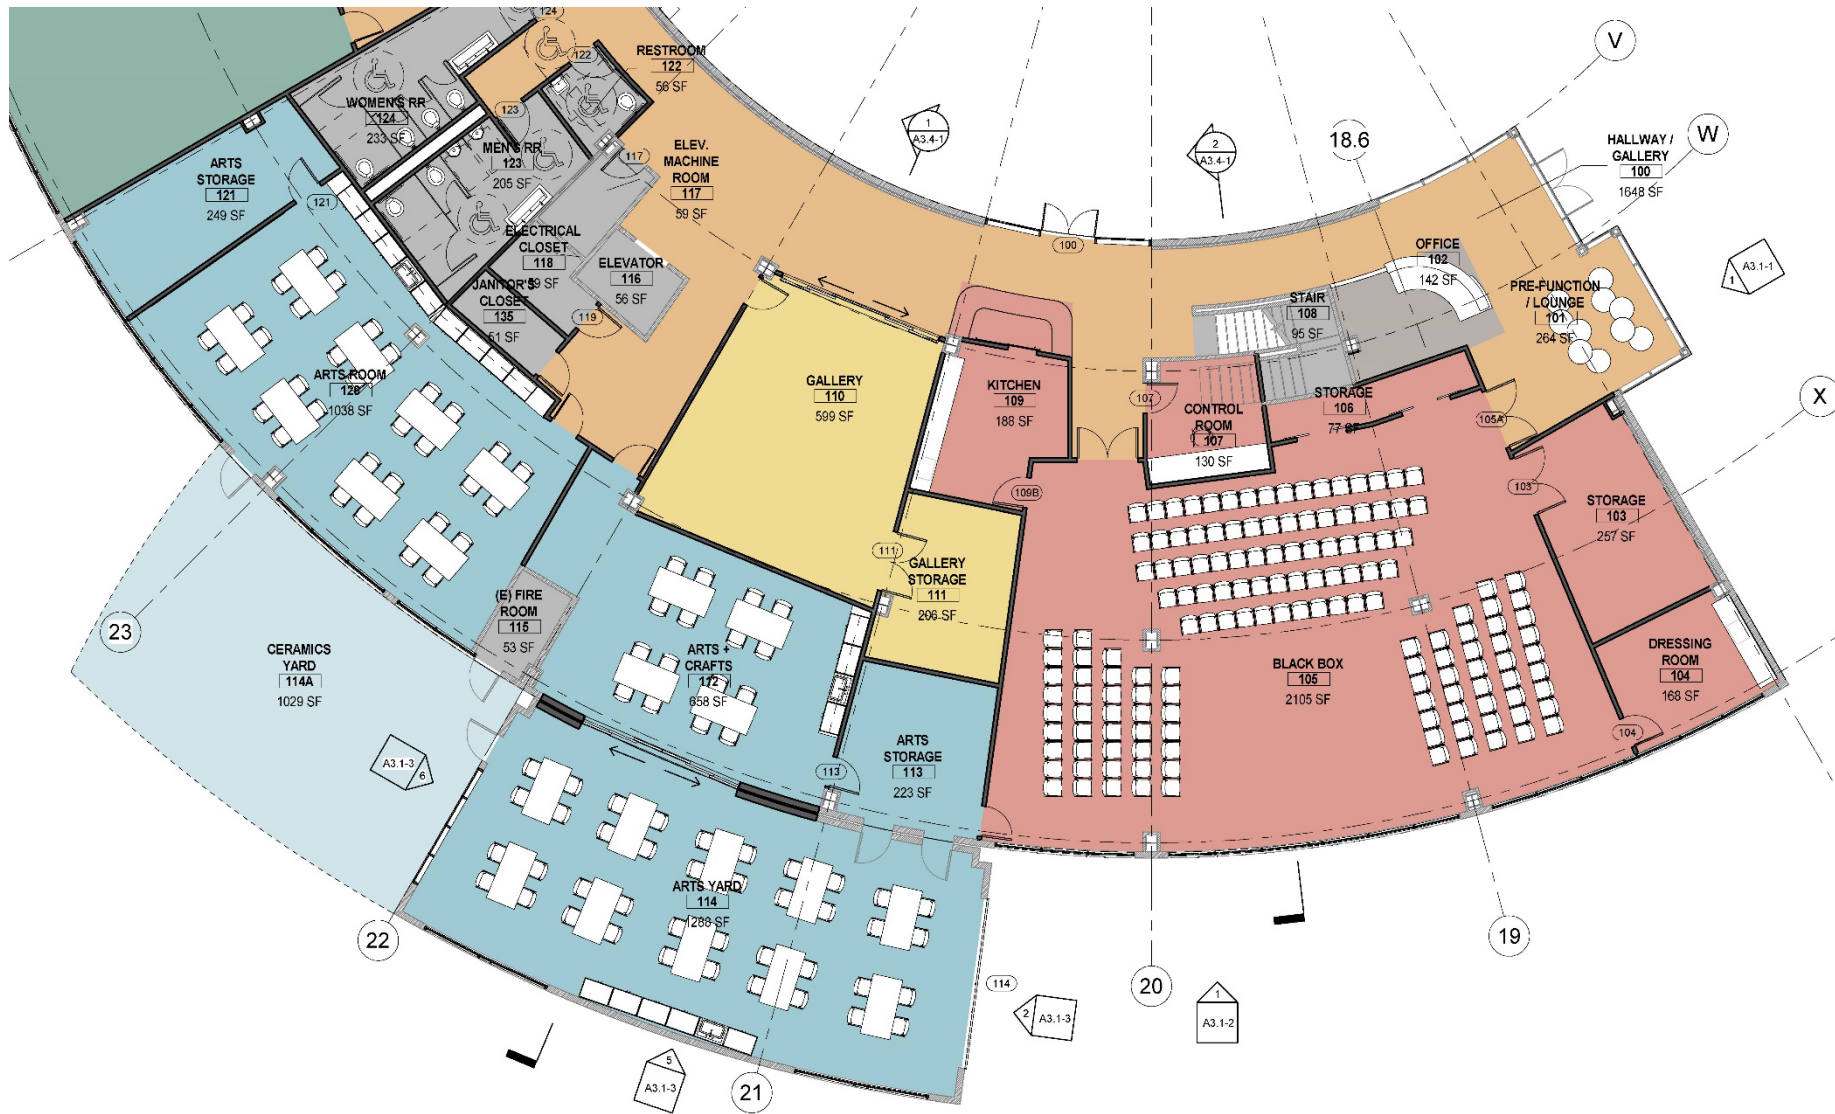 124
122
RESTROOM
122
56 SF
WOMEN'S RR
124
233 SF
123
MEN'S RR
123
205 SF
117
ELEV.
MACHINE
ROOM
117
59 SF
1
A3.4-1
2
A3.4-1
18.6
V
W
HALLWAY /
GALLERY
100
1648 SF
ARTS
STORAGE
121
249 SF
121
ELECTRICAL
CLOSET
118
ELEVATOR
116
56 SF
JANITOR'S
CLOSET
135
51 SF
119
100
OFFICE
102
142 SF
STAIR
108
95 SF
PRE-FUNCTION
/ LOUNGE
101
264 SF
1
A3.1-1
ARTS ROOM
1038 SF
GALLERY
110
599 SF
KITCHEN
109
188 SF
107
CONTROL
ROOM
107
130 SF
STORAGE
106
77 SF
105A
X
109B
103
STORAGE
103
257 SF
111
GALLERY
STORAGE
111
206 SF
(E) FIRE
ROOM
115
53 SF
23
CERAMICS
YARD
114A
1029 SF
ARTS +
CRAFTS
112
658 SF
BLACK BOX
105
2105 SF
DRESSING
ROOM
104
168 SF
104
A3.1-3
6
113
ARTS
STORAGE
113
223 SF
ARTS YARD
114
1288 SF
22
19
20
114
2
A3.1-3
1
A3.1-2
5
A3.1-3
21